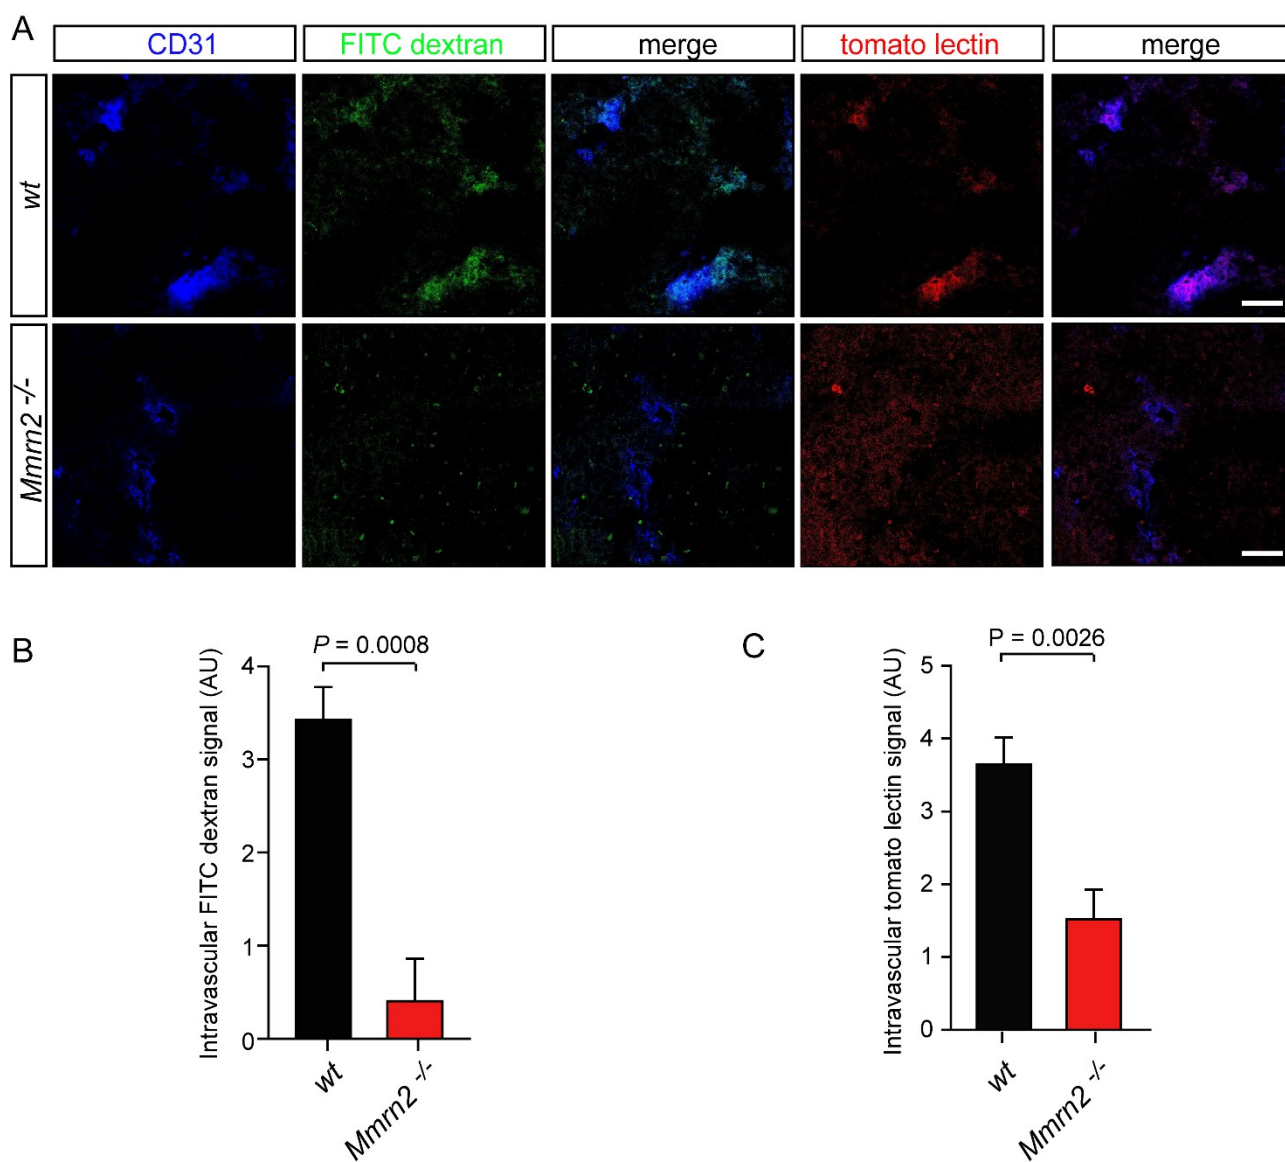 A
CD31
FITC dextran
merge
tomato lectin
merge
wt
Mmrn2 -/-
B
P = 0.0008
Intravascular FITC dextran signal (AU)
4
3
2
1
0
wt
Mmrn2 -/-
C
P = 0.0026
Intravascular tomato lectin signal (AU)
5
4
3
2
1
0
wt
Mmrn2 -/-